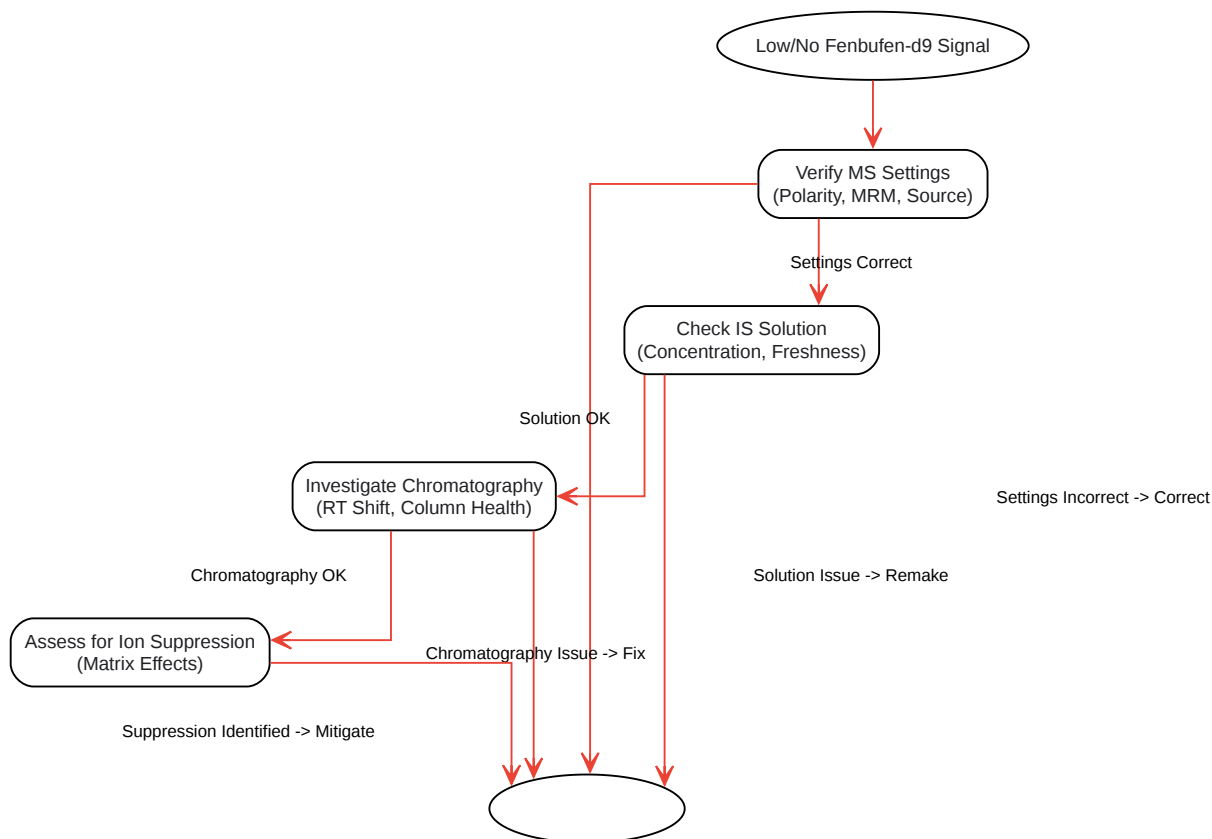 Low/No Fenbufen-d9 Signal
Verify MS Settings
(Polarity, MRM, Source)
Settings Correct
Check IS Solution
(Concentration, Freshness)
Solution OK
Investigate Chromatography
(RT Shift, Column Health)
Settings Incorrect -> Correct
Chromatography OK
Solution Issue -> Remake
Assess for Ion Suppression
(Matrix Effects)
Chromatography Issue -> Fix
Suppression Identified -> Mitigate